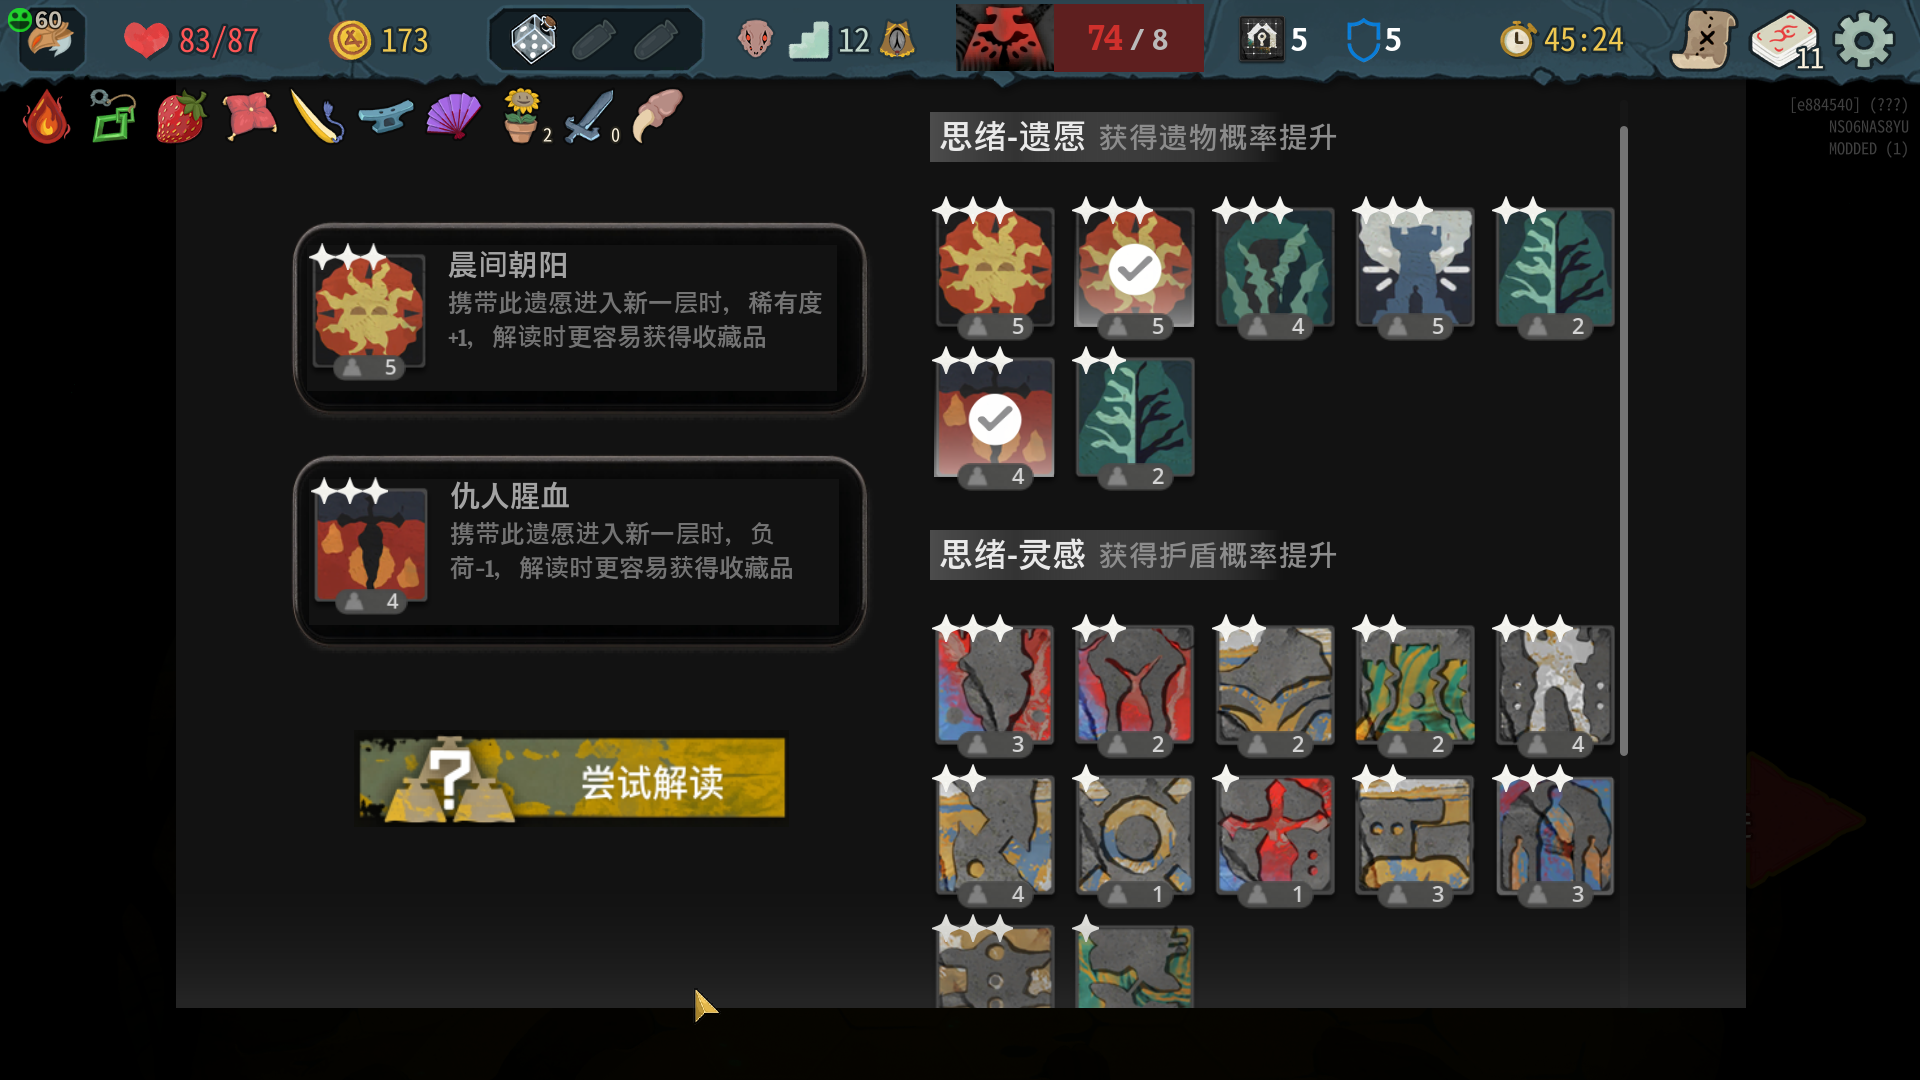 60
83/87
173
12
74 / 8
5
5
45:24
11
2
0
[e884540] (???)
NSO6NAS8YU
MODDED (1)
思绪-遗愿 获得遗物概率提升
5
5
4
5
2
4
2
晨间朝阳
携带此遗愿进入新一层时，稀有度
+1，解读时更容易获得收藏品
5
仇人腥血
携带此遗愿进入新一层时，负
荷-1，解读时更容易获得收藏品
4
?
尝试解读
思绪-灵感 获得护盾概率提升
3
2
2
2
4
4
1
1
3
3